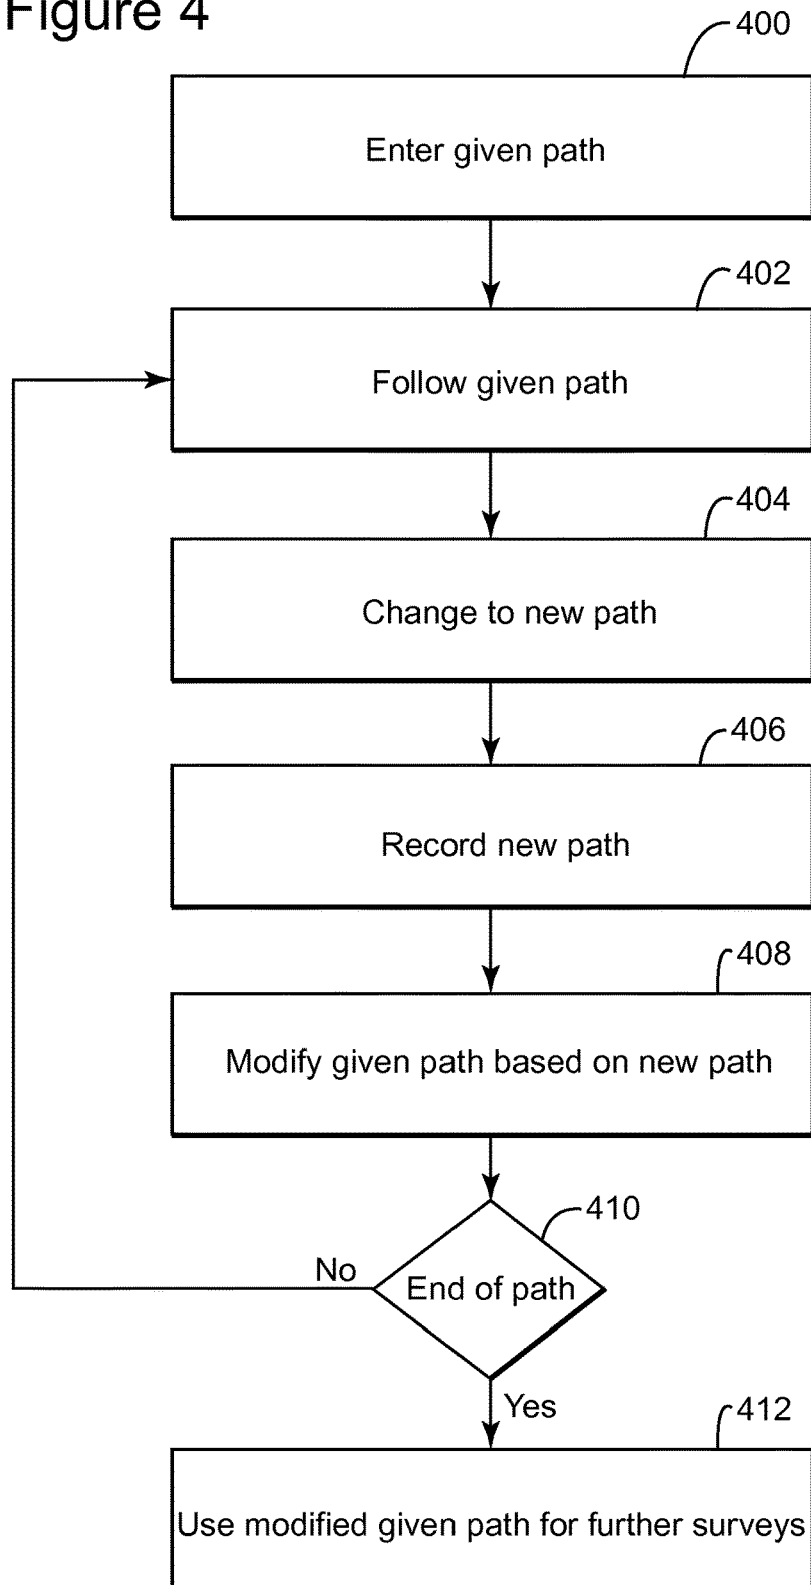 Figure 4
400
Enter given path
402
Follow given path
404
Change to new path
406
Record new path
408
Modify given path based on new path
410
No
End of path
Yes
412
Use modified given path for further surveys